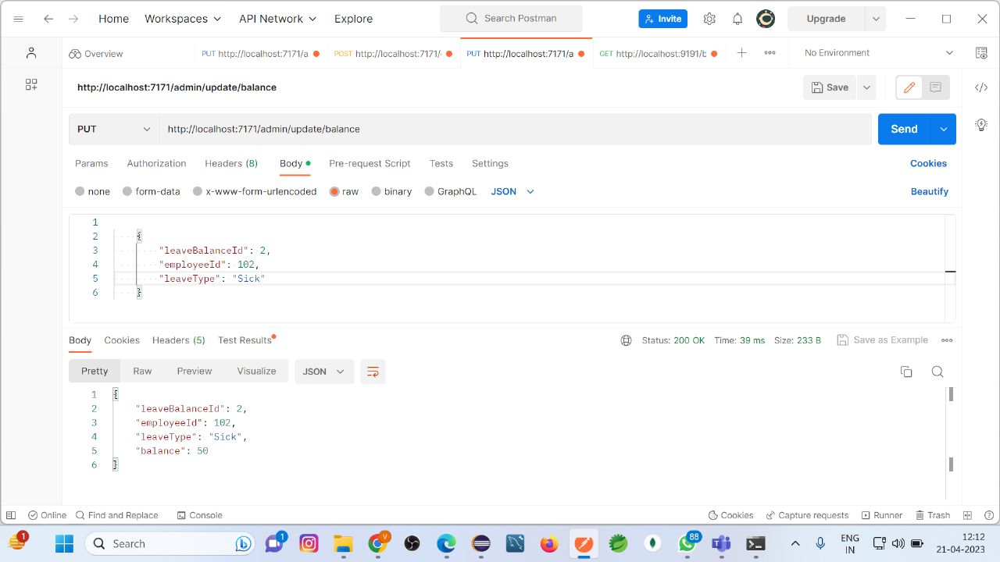 Home Workspaces API Network Explore Search Postman Invite Upgrade
Overview PUT http://localhost:7171/a POST http://localhost:7171/ PUT http://localhost:7171/a GET http://localhost:9191/b No Environment
http://localhost:7171/admin/update/balance Save
PUT http://localhost:7171/admin/update/balance Send
Params Authorization Headers (8) Body Pre-request Script Tests Settings Cookies
none form-data x-www-form-urlencoded raw binary GraphQL JSON Beautify
1
2 {
3 "leaveBalanceId": 2,
4 "employeeId": 102,
5 "leaveType": "Sick"
6 }
Body Cookies Headers (5) Test Results Status: 200 OK Time: 39 ms Size: 233 B Save as Example
Pretty Raw Preview Visualize JSON
1 {
2 "leaveBalanceId": 2,
3 "employeeId": 102,
4 "leaveType": "Sick",
5 "balance": 50
6 }
Online Find and Replace Console Cookies Capture requests Runner Trash
1 Search 1 V 88 ENG IN 12:12
21-04-2023